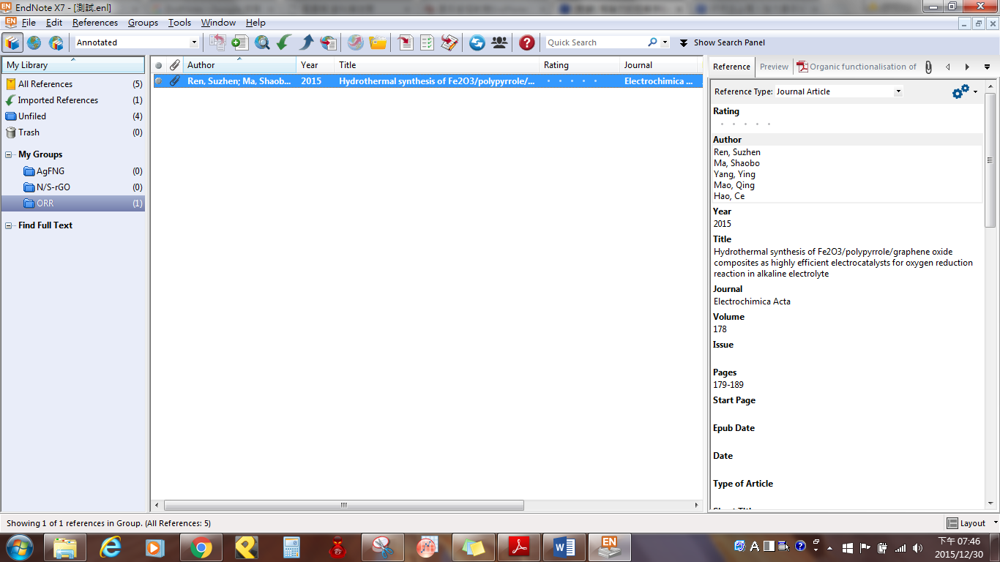 EndNote X7 - [測試.enl]
File Edit References Groups Tools Window Help
Annotated
Quick Search
Show Search Panel
My Library
All References (5)
Imported References (1)
Unfiled (4)
Trash (0)
My Groups
AgFNG (0)
N/S-rGO (0)
ORR (1)
Find Full Text
Author Year Title Rating Journal
Ren, Suzhen; Ma, Shaob... 2015 Hydrothermal synthesis of Fe2O3/polypyrrole/... Electrochimica ...
Reference Preview Organic functionalisation of
Reference Type: Journal Article
Rating
Author
Ren, Suzhen
Ma, Shaobo
Yang, Ying
Mao, Qing
Hao, Ce
Year
2015
Title
Hydrothermal synthesis of Fe2O3/polypyrrole/graphene oxide
composites as highly efficient electrocatalysts for oxygen reduction
reaction in alkaline electrolyte
Journal
Electrochimica Acta
Volume
178
Issue
Pages
179-189
Start Page
Epub Date
Date
Type of Article
Showing 1 of 1 references in Group. (All References: 5)
Layout
下午 07:46
2015/12/30